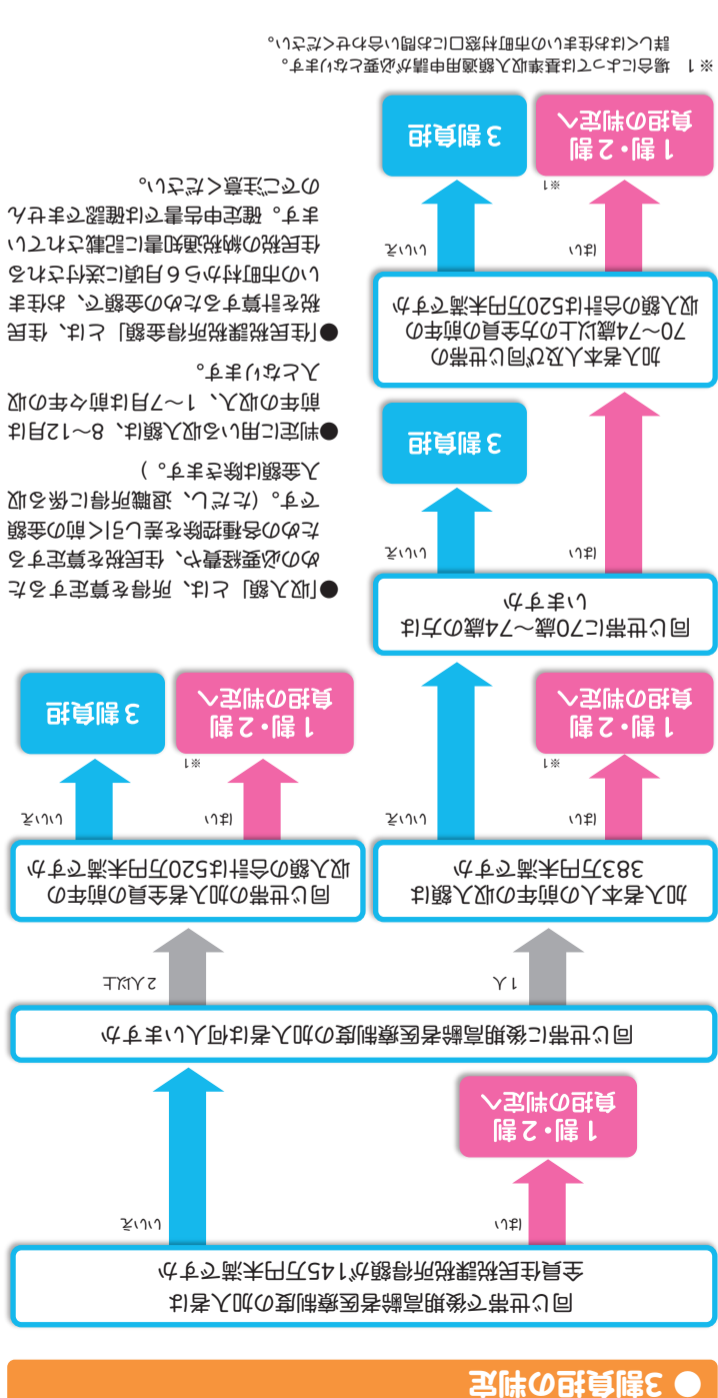 ● 3割負担の判定
同じ世帯で後期高齢者医療制度の加入者は
全員住民税課税所得額が145万円未満ですか
はい
いいえ
1割・2割
負担の判定へ
同じ世帯に後期高齢者医療制度の加入者は何人いますか
1人
2人以上
加入者本人の前年の収入額は
383万円未満ですか
同じ世帯の加入者全員の前年の
収入額の合計は520万円未満ですか
はい
いいえ
はい
いいえ
※1
※1
1割・2割
負担の判定へ
1割・2割
負担の判定へ
3割負担
同じ世帯に70歳～74歳の方は
いますか
はい
いいえ
3割負担
加入者本人及び同じ世帯の
70～74歳以上の方全員の前年の
収入額の合計は520万円未満ですか
はい
いいえ
※1
1割・2割
負担の判定へ
3割負担
●「収入額」とは、所得を算定するた
めの必要経費や、住民税を算定する
ための各種控除を差し引く前の金額
です。（ただし、退職所得に係る収
入金額は除きます。）
●判定に用いる収入額は、8～12月は
前年の収入、1～7月は前々年の収
入となります。
●「住民税課税所得金額」とは、住民
税を計算するための金額で、お住ま
いの市町村から6月頃に送付される
住民税の納税通知書に記載されてい
ます。確定申告書では確認できません
のでご注意ください。
※1 場合によっては基準収入額適用申請が必要となります。
詳しくはお住まいの市町村窓口にお問い合わせください。